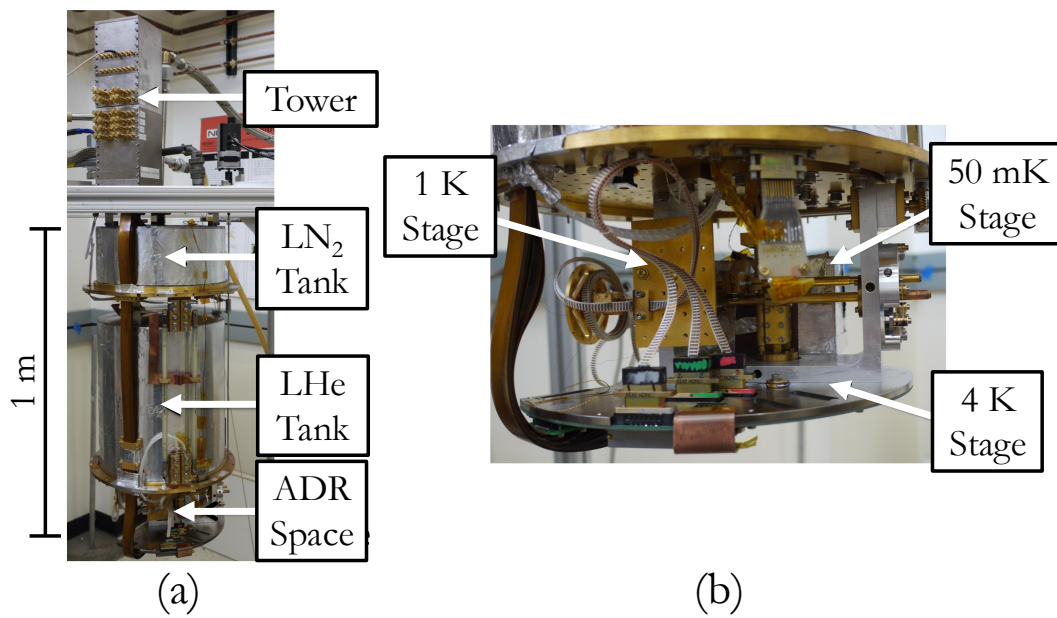 Tower
LN₂
Tank
1 m
LHe
Tank
ADR
Space
(a)
1 K
Stage
50 mK
Stage
4 K
Stage
(b)